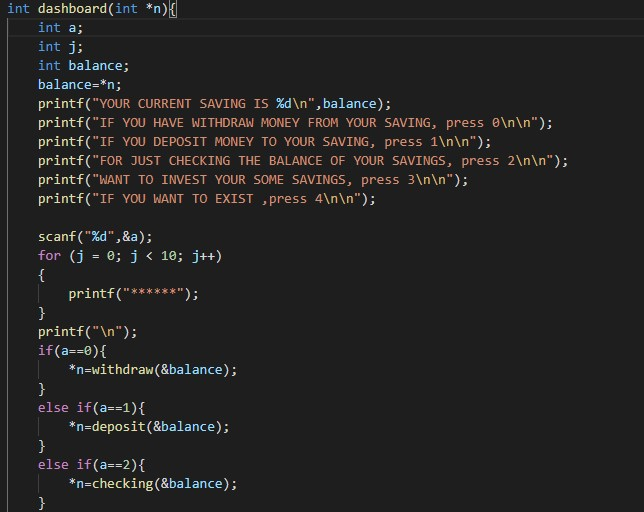 int dashboard(int *n){
int a;
int j;
int balance;
balance=*n;
printf("YOUR CURRENT SAVING IS %d\n",balance);
printf("IF YOU HAVE WITHDRAW MONEY FROM YOUR SAVING, press 0\n\n");
printf("IF YOU DEPOSIT MONEY TO YOUR SAVING, press 1\n\n");
printf("FOR JUST CHECKING THE BALANCE OF YOUR SAVINGS, press 2\n\n");
printf("WANT TO INVEST YOUR SOME SAVINGS, press 3\n\n");
printf("IF YOU WANT TO EXIST ,press 4\n\n");
scanf("%d",&a);
for (j = 0; j < 10; j++)
{
printf("******");
}
printf("\n");
if(a==0){
*n=withdraw(&balance);
}
else if(a==1){
*n=deposit(&balance);
}
else if(a==2){
*n=checking(&balance);
}